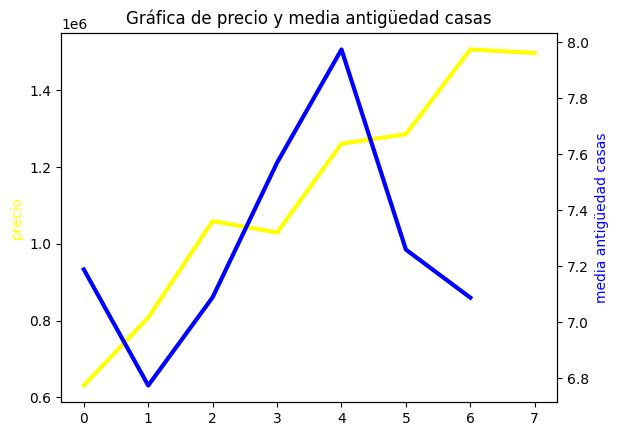 Gráfica de precio y media antigüedad casas
1e6
1.4
1.2
1.0
0.8
0.6
precio
8.0
7.8
7.6
7.4
7.2
7.0
6.8
media antigüedad casas
0 1 2 3 4 5 6 7